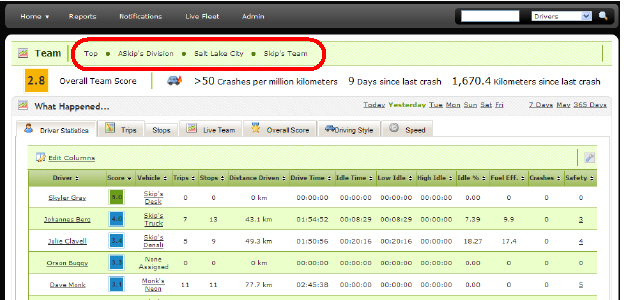 Home Reports Notifications Live Fleet Admin Drivers
Team Top ASkip's Division Salt Lake City Skip's Team
2.8 Overall Team Score >50 Crashes per million kilometers 9 Days since last crash 1,670.4 Kilometers since last crash
What Happened... Today Yesterday Tue Mon Sun Sat Fri 7 Days May 365 Days
Driver Statistics Trips Stops Live Team Overall Score Driving Style Speed
Edit Columns
Driver Score Vehicle Trips Stops Distance Driven Drive Time Idle Time Low Idle High Idle Idle % Fuel Eff. Crashes Safety
Skyler Gray 5.0 Skip's Desk 0 0 0 km 00:00:00 00:00:00 00:00:00 00:00:00 0.00 0 0 0
Johannes Berg 4.0 Skip's Truck 7 13 43.1 km 01:54:52 00:08:29 00:08:29 00:00:00 7.39 9.9 0 3
Julie Clavell 3.4 Skip's Denali 5 9 49.3 km 01:50:56 00:20:16 00:20:16 00:00:00 18.27 17.4 0 4
Orson Buggy 3.3 None Assigned 0 0 0 km 00:00:00 00:00:00 00:00:00 00:00:00 0.00 0 0 0
Dave Monk 3.1 Monk's Neon 11 11 77.7 km 02:45:38 00:00:00 00:00:00 00:00:00 0.00 0 0 5